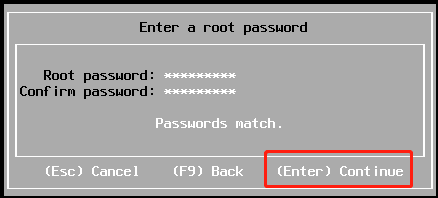 Enter a root password
Root password: *********
Confirm password: *********
Passwords match.
(Esc) Cancel (F9) Back (Enter) Continue